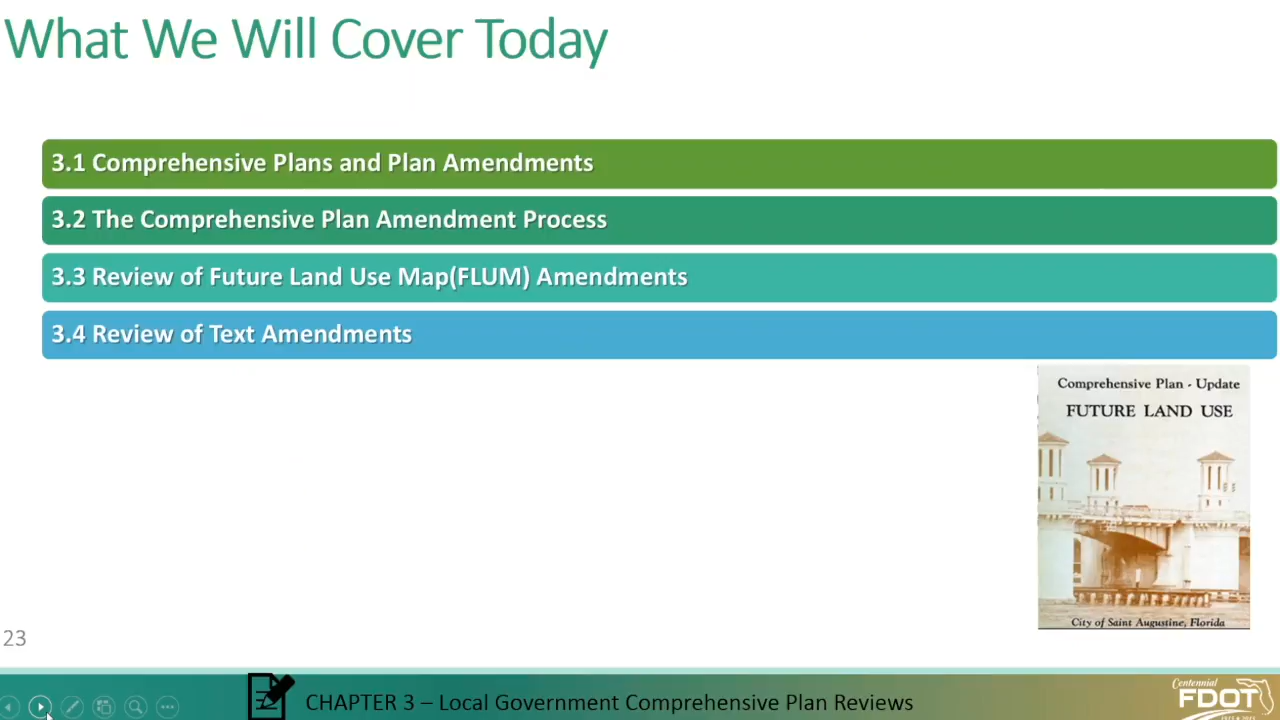 What We Will Cover Today
3.1 Comprehensive Plans and Plan Amendments
3.2 The Comprehensive Plan Amendment Process
3.3 Review of Future Land Use Map(FLUM) Amendments
3.4 Review of Text Amendments
Comprehensive Plan - Update
FUTURE LAND USE
City of Saint Augustine, Florida
23
CHAPTER 3 – Local Government Comprehensive Plan Reviews
Centennial
FDOT